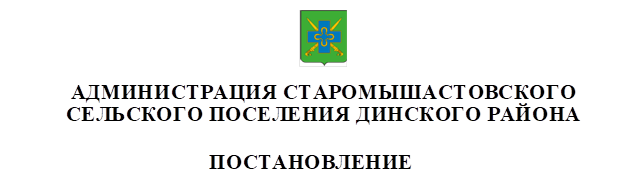 АДМИНИСТРАЦИЯ СТАРОМЫШАСТОВСКОГО
СЕЛЬСКОГО ПОСЕЛЕНИЯ ДИНСКОГО РАЙОНА
ПОСТАНОВЛЕНИЕ